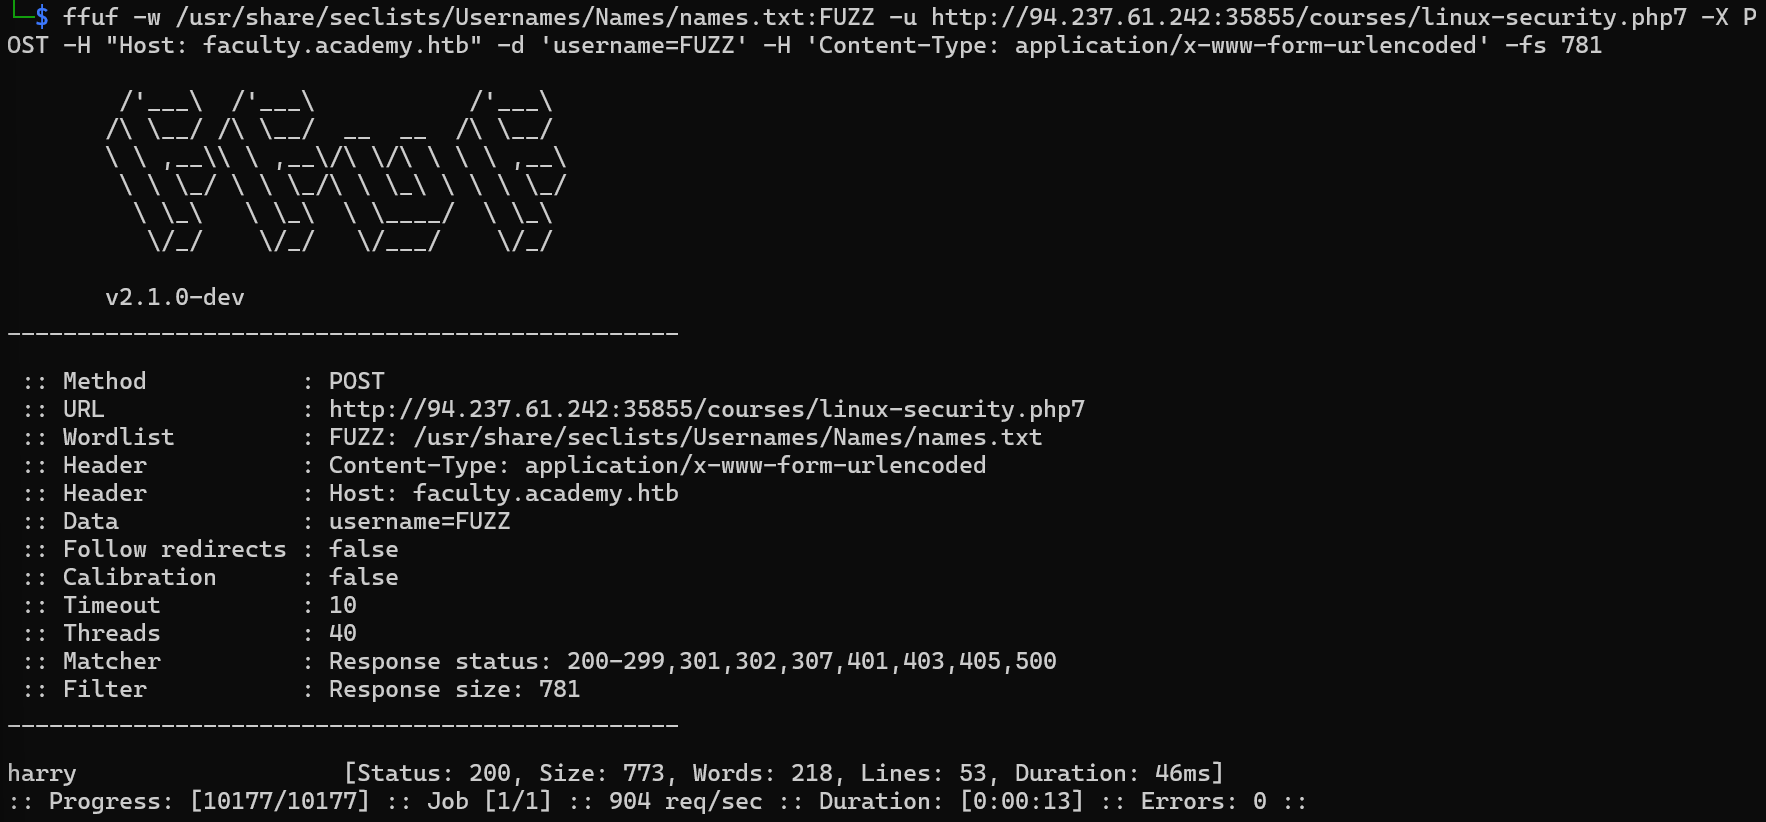 └─$ ffuf -w /usr/share/seclists/Usernames/Names/names.txt:FUZZ -u http://94.237.61.242:35855/courses/linux-security.php7 -X P
OST -H "Host: faculty.academy.htb" -d 'username=FUZZ' -H 'Content-Type: application/x-www-form-urlencoded' -fs 781

        /'___\  /'___\           /'___\
       /\ \__/ /\ \__/  __  __  /\ \__/
       \ \ ,__\\ \ ,__\/\ \/\ \ \ \ ,__\
        \ \ \_/ \ \ \_/\ \ \_\ \ \ \ \_/
         \ \_\   \ \_\  \ \____/  \ \_\
          \/_/    \/_/   \/___/    \/_/

       v2.1.0-dev
________________________________________________

 :: Method           : POST
 :: URL              : http://94.237.61.242:35855/courses/linux-security.php7
 :: Wordlist         : FUZZ: /usr/share/seclists/Usernames/Names/names.txt
 :: Header           : Content-Type: application/x-www-form-urlencoded
 :: Header           : Host: faculty.academy.htb
 :: Data             : username=FUZZ
 :: Follow redirects : false
 :: Calibration      : false
 :: Timeout          : 10
 :: Threads          : 40
 :: Matcher          : Response status: 200-299,301,302,307,401,403,405,500
 :: Filter           : Response size: 781
________________________________________________

harry                   [Status: 200, Size: 773, Words: 218, Lines: 53, Duration: 46ms]
:: Progress: [10177/10177] :: Job [1/1] :: 904 req/sec :: Duration: [0:00:13] :: Errors: 0 ::